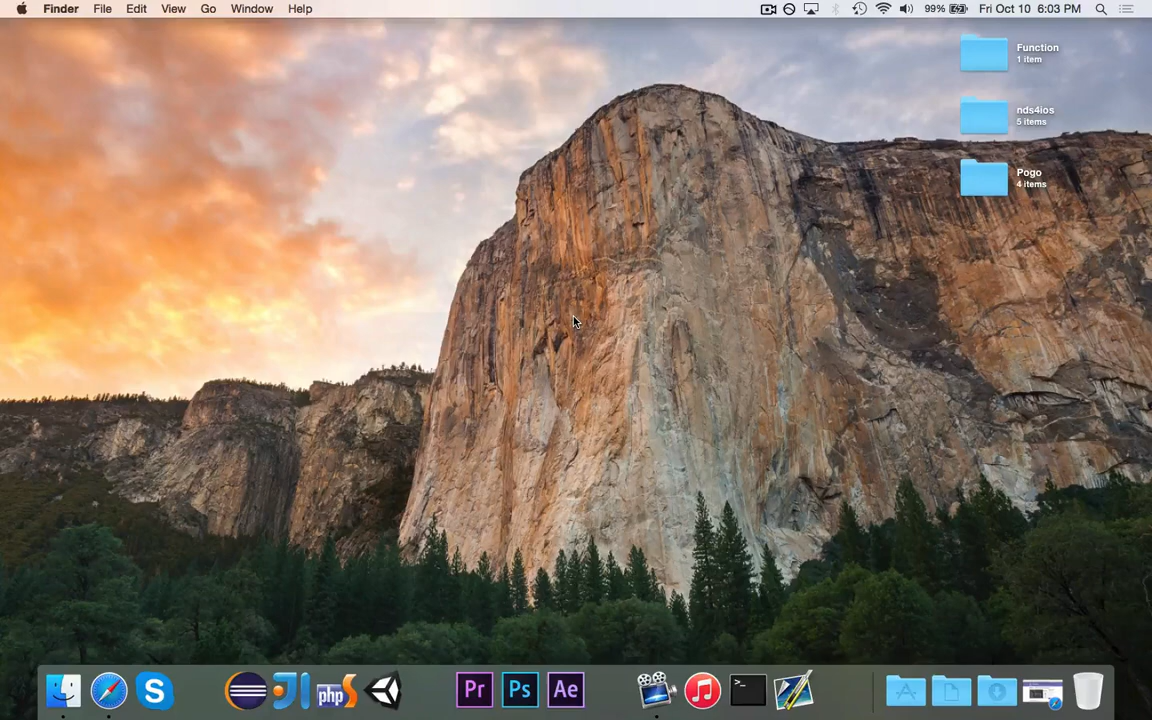 Finder File Edit View Go Window Help
99% Fri Oct 10 6:03 PM
Function
1 item
nds4ios
5 items
Pogo
4 items
S php S Pr Ps Ae >_